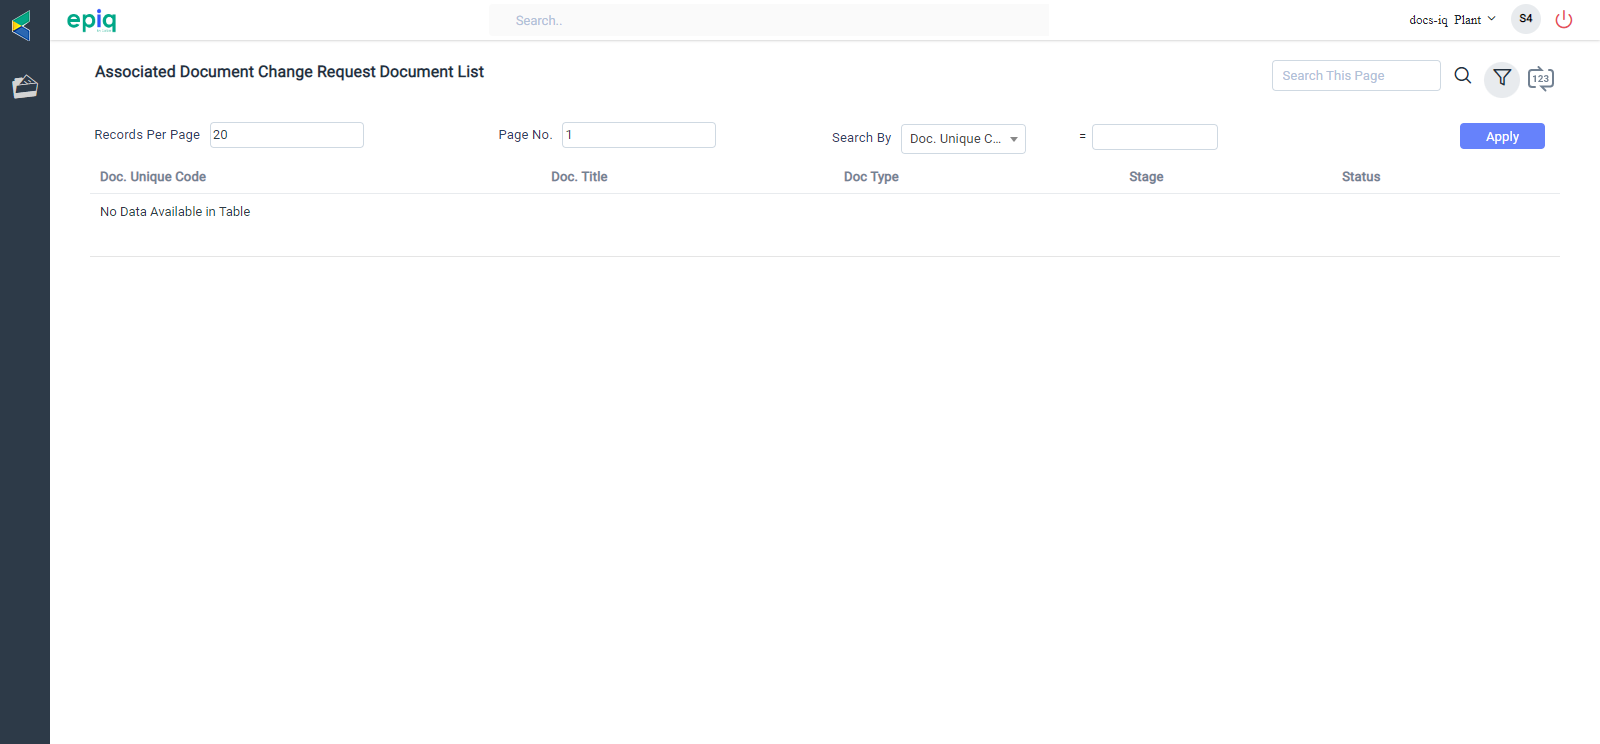 epiq
Search..
docs-iq Plant
S4
Associated Document Change Request Document List
Search This Page
123
Records Per Page 20
Page No. 1
Search By Doc. Unique C...
=
Apply
Doc. Unique Code Doc. Title Doc Type Stage Status
No Data Available in Table